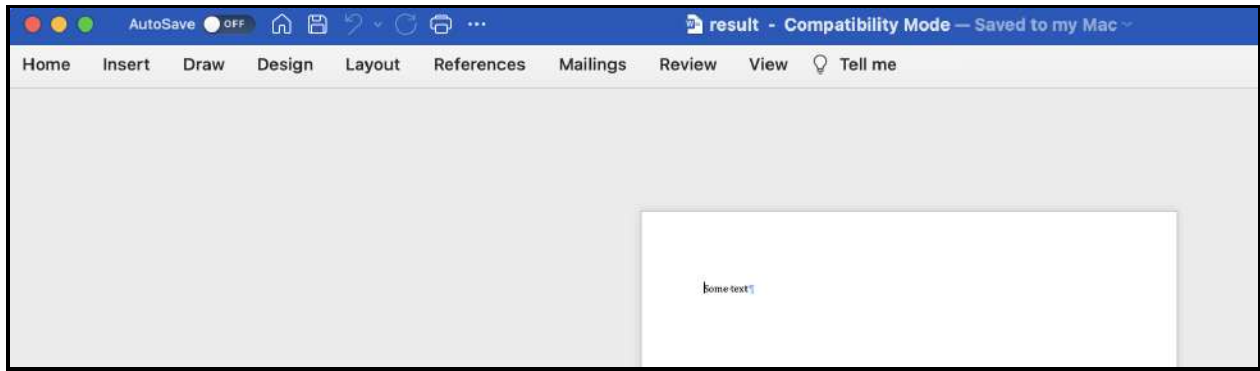 AutoSave OFF ... result - Compatibility Mode — Saved to my Mac
Home Insert Draw Design Layout References Mailings Review View Tell me
Some text¶